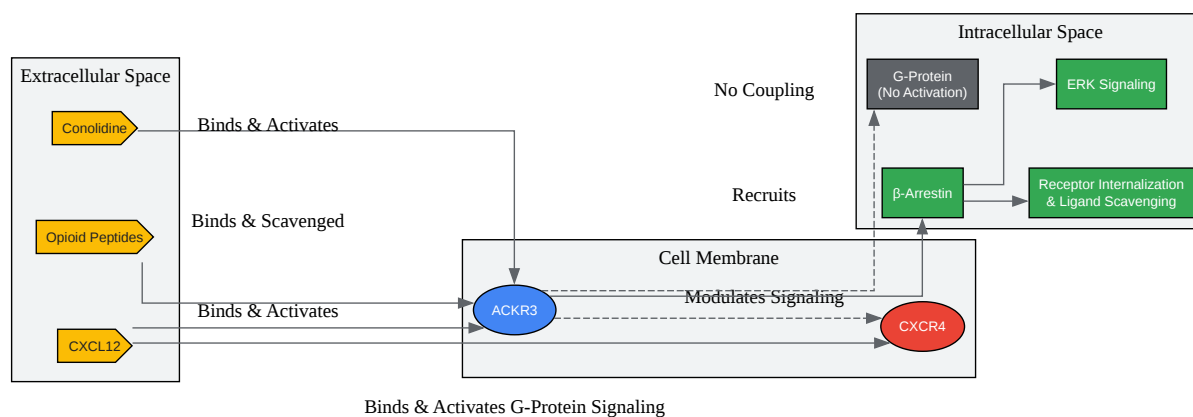 Intracellular Space
Extracellular Space
G-Protein
(No Activation)
ERK Signaling
No Coupling
Conolidine
Binds & Activates
β-Arrestin
Receptor Internalization
& Ligand Scavenging
Recruits
Binds & Scavenged
Opioid Peptides
Cell Membrane
Modulates Signaling
ACKR3
Binds & Activates
CXCR4
CXCL12
Binds & Activates G-Protein Signaling